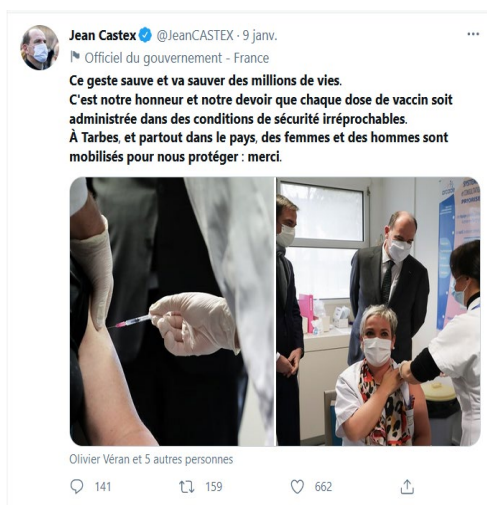 Jean Castex @JeanCASTEX · 9 janv.
Officiel du gouvernement - France
Ce geste sauve et va sauver des millions de vies.
C'est notre honneur et notre devoir que chaque dose de vaccin soit
administrée dans des conditions de sécurité irréprochables.
À Tarbes, et partout dans le pays, des femmes et des hommes sont
mobilisés pour nous protéger : merci.
Olivier Véran et 5 autres personnes
141 159 662